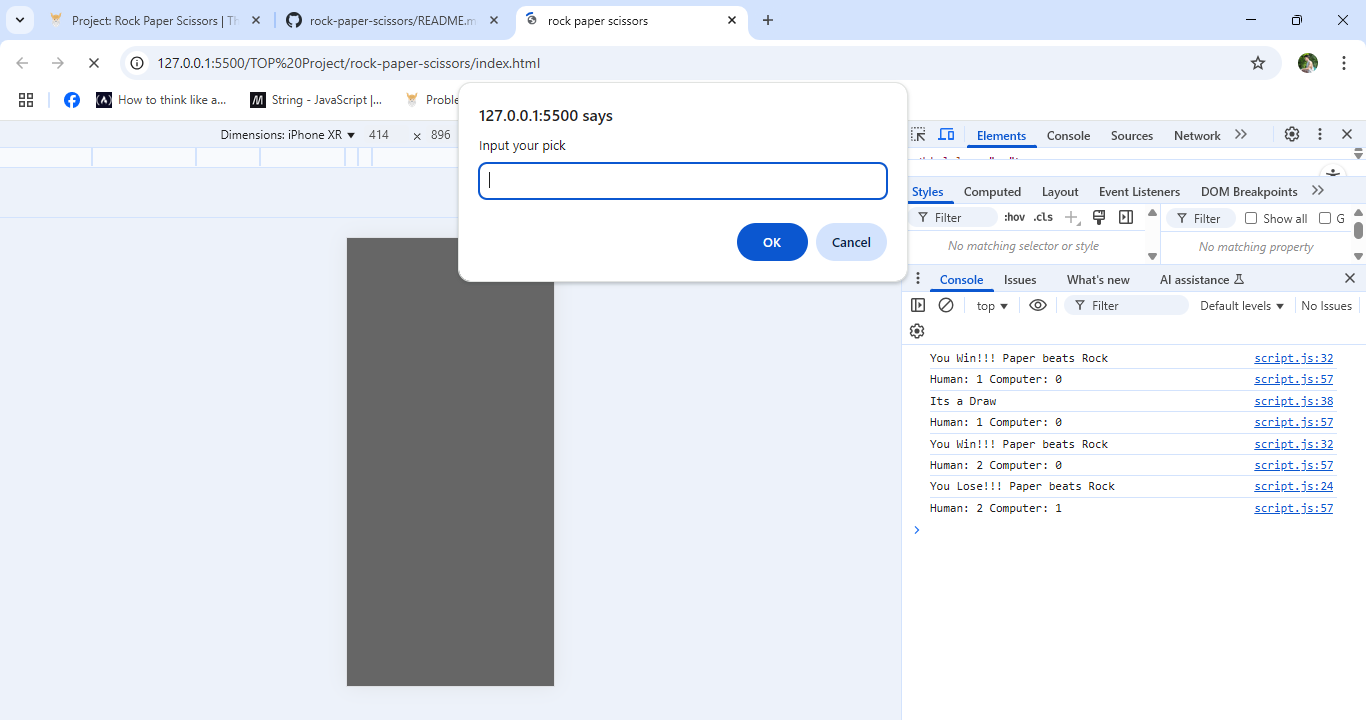 Project: Rock Paper Scissors | Th
rock-paper-scissors/README.m
rock paper scissors
127.0.0.1:5500/TOP%20Project/rock-paper-scissors/index.html
How to think like a...
String - JavaScript |...
Proble
127.0.0.1:5500 says
Input your pick
OK
Cancel
Dimensions: iPhone XR ▼ 414 × 896
Elements Console Sources Network
Styles Computed Layout Event Listeners DOM Breakpoints
Filter :hov .cls
Filter Show all G
No matching selector or style
No matching property
Console Issues What's new AI assistance
top ▼ Filter Default levels ▼ No Issues
You Win!!! Paper beats Rock script.js:32
Human: 1 Computer: 0 script.js:57
Its a Draw script.js:38
Human: 1 Computer: 0 script.js:57
You Win!!! Paper beats Rock script.js:32
Human: 2 Computer: 0 script.js:57
You Lose!!! Paper beats Rock script.js:24
Human: 2 Computer: 1 script.js:57